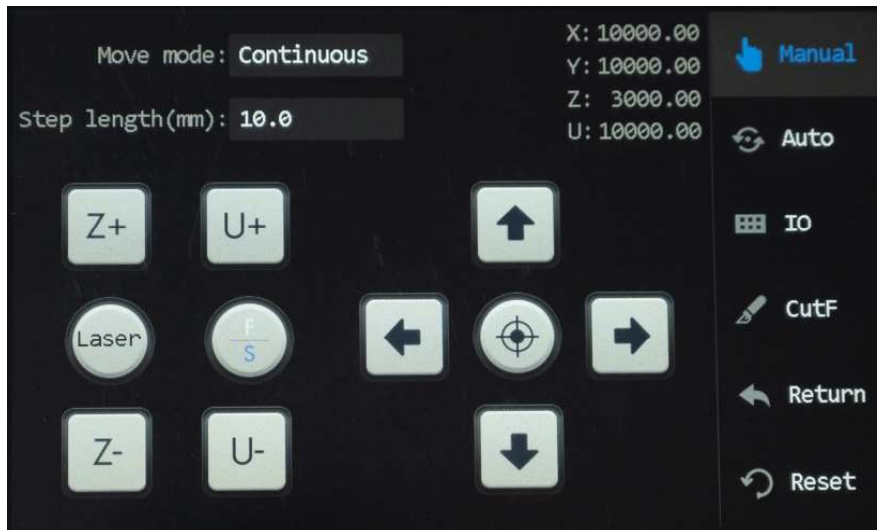 Move mode: Continuous
Step length(mm): 10.0
X: 10000.00
Y: 10000.00
Z: 3000.00
U: 10000.00
Z+
U+
Laser
F
S
Z-
U-
Manual
Auto
IO
CutF
Return
Reset